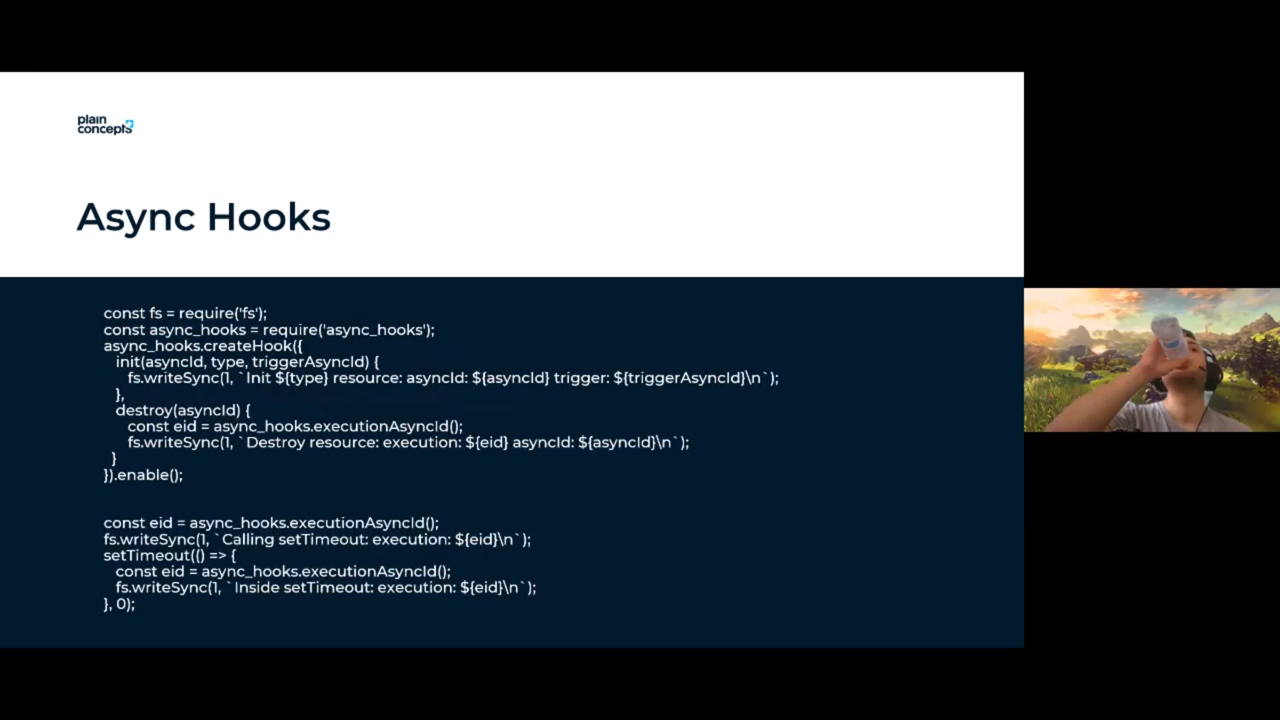 plain
concepts
Async Hooks
const fs = require('fs');
const async_hooks = require('async_hooks');
async_hooks.createHook({
init(asyncId, type, triggerAsyncId) {
fs.writeSync(1, `Init ${type} resource: asyncId: ${asyncId} trigger: ${triggerAsyncId}\n`);
},
destroy(asyncId) {
const eid = async_hooks.executionAsyncId();
fs.writeSync(1, `Destroy resource: execution: ${eid} asyncId: ${asyncId}\n`);
}
}).enable();
const eid = async_hooks.executionAsyncId();
fs.writeSync(1, `Calling setTimeout: execution: ${eid}\n`);
setTimeout(() => {
const eid = async_hooks.executionAsyncId();
fs.writeSync(1, `Inside setTimeout: execution: ${eid}\n`);
}, 0);